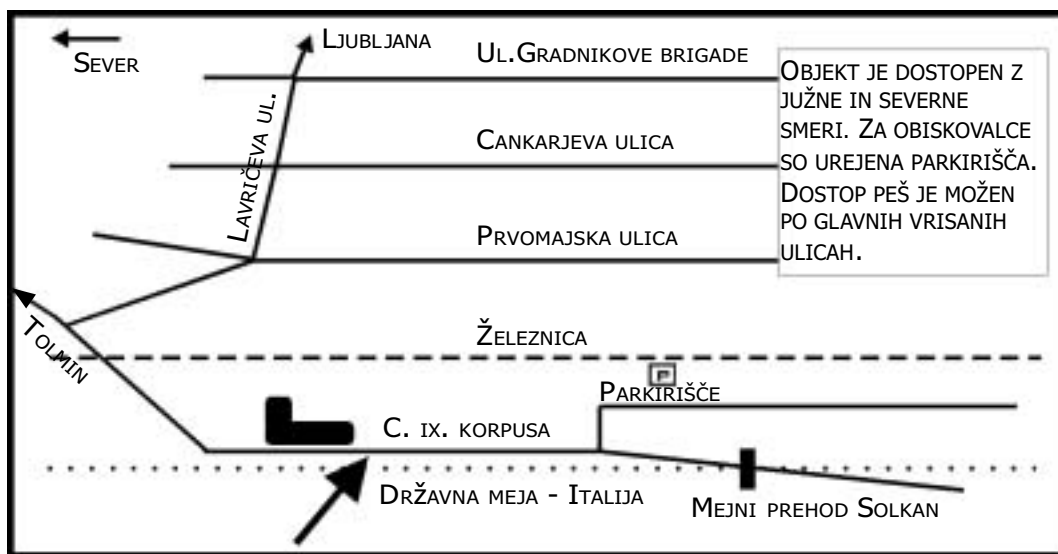 Sever
Ljubljana
Ul.Gradnikove brigade
Objekt je dostopen z
južne in severne
smeri. Za obiskovalce
so urejena parkirišča.
Dostop peš je možen
po glavnih vrisanih
ulicah.
Cankarjeva ulica
Lavričeva ul.
Prvomajska ulica
Tolmin
Železnica
P
Parkirišče
C. ix. korpusa
Državna meja - Italija
Mejni prehod Solkan